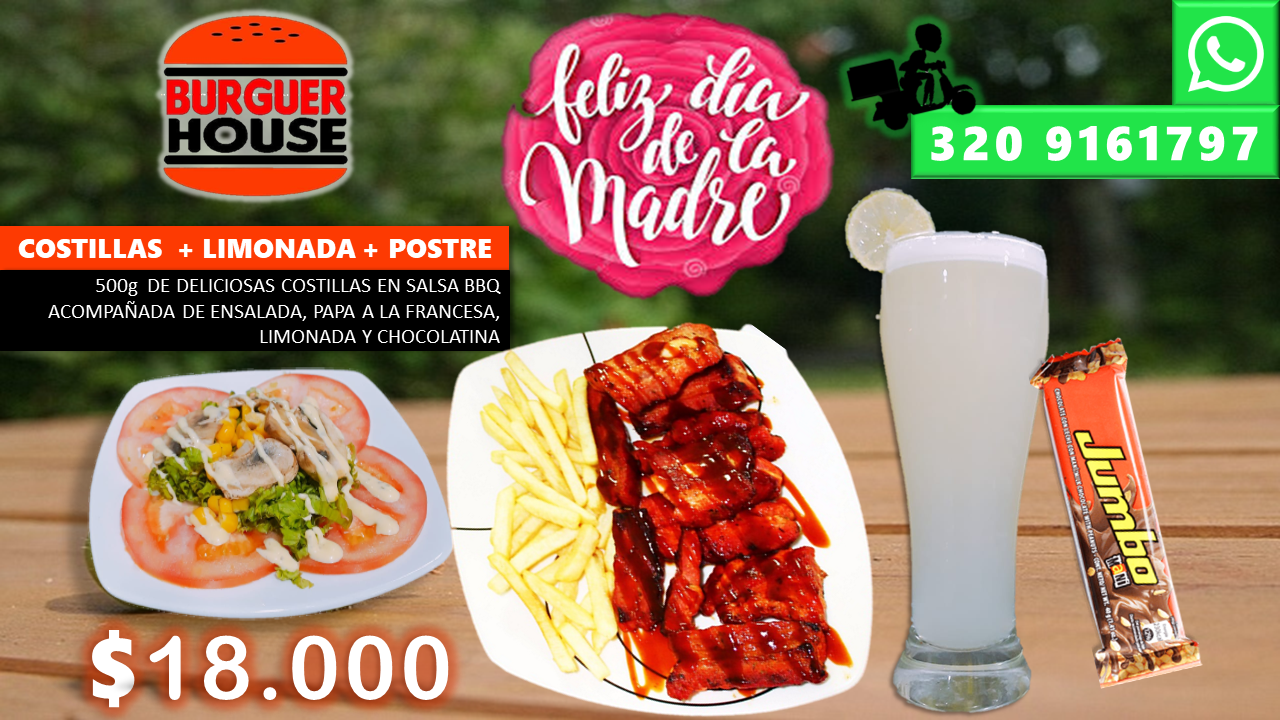 BURGUER
HOUSE
feliz día
de la
Madre
320 9161797
COSTILLAS + LIMONADA + POSTRE
500g DE DELICIOSAS COSTILLAS EN SALSA BBQ
ACOMPAÑADA DE ENSALADA, PAPA A LA FRANCESA,
LIMONADA Y CHOCOLATINA
Jumbo
MANÍ
$18.000